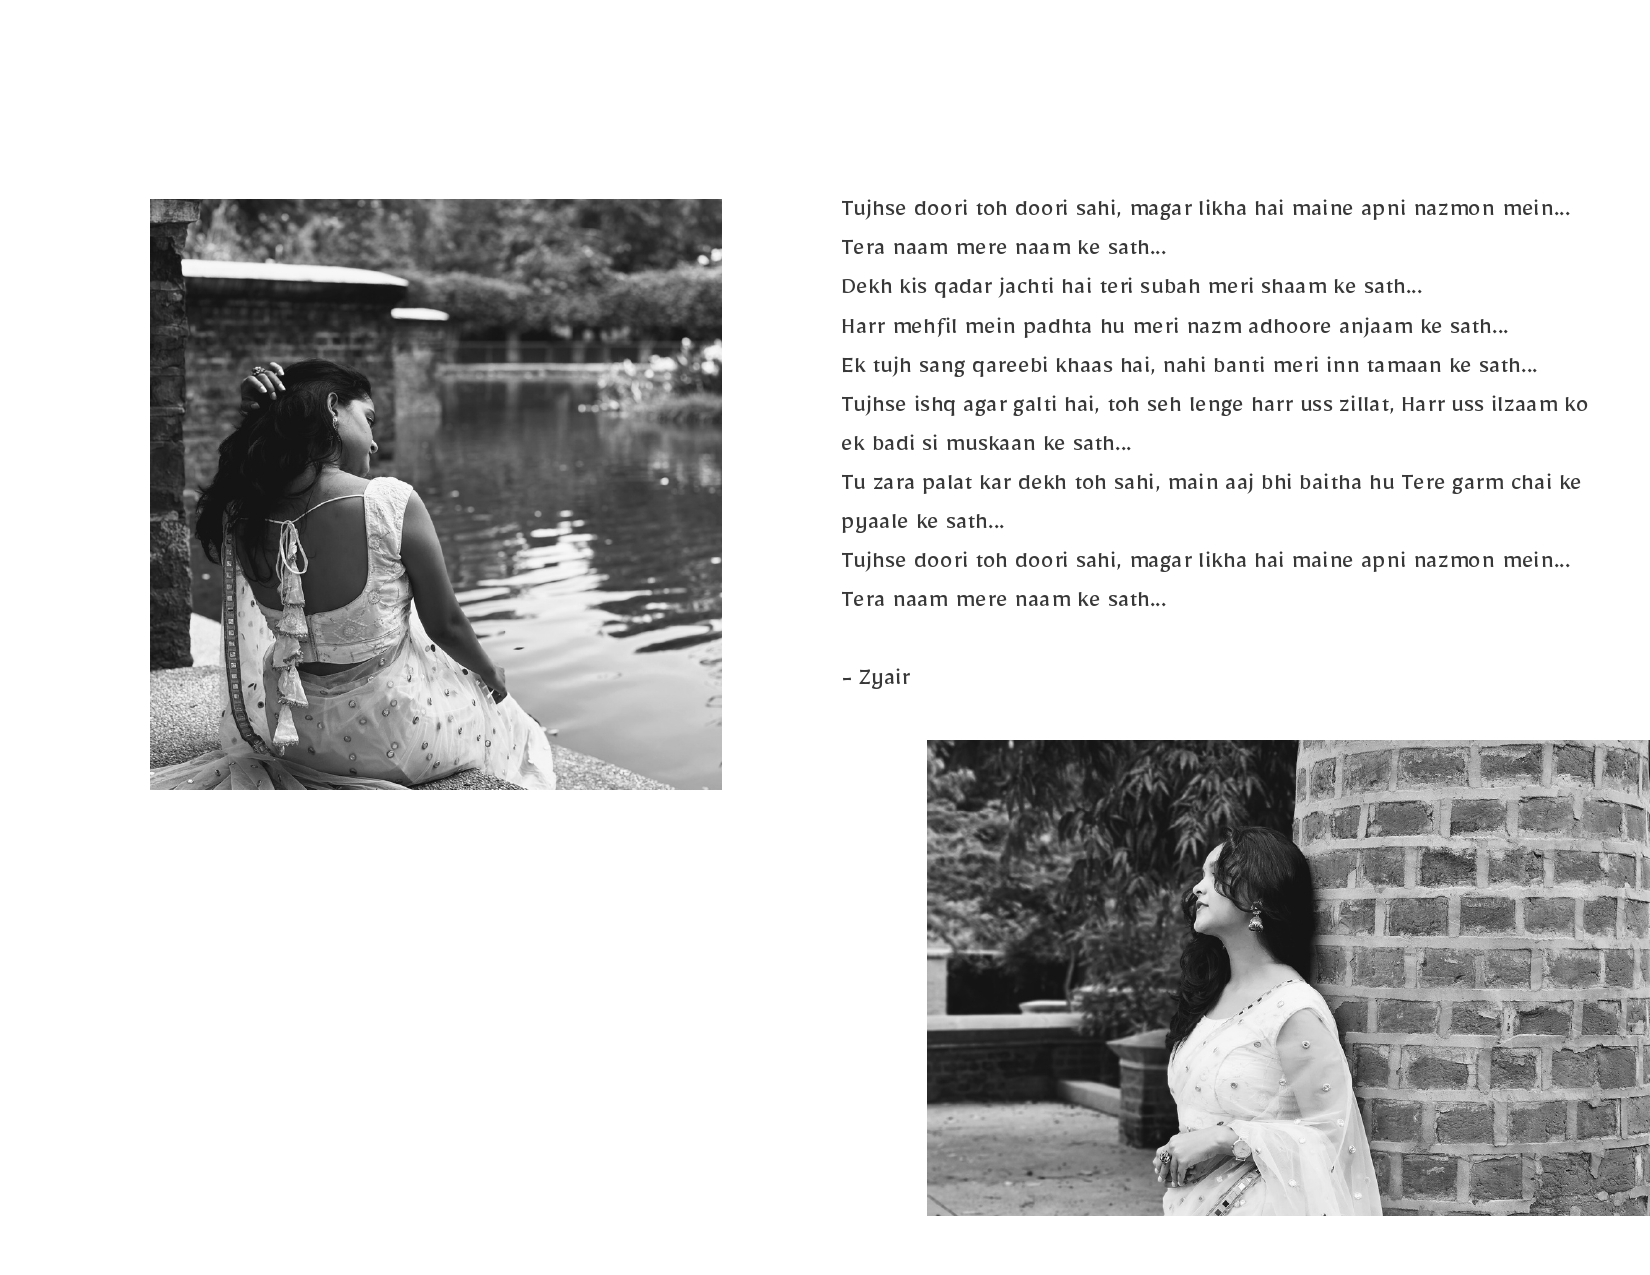 Tujhse doori toh doori sahi, magar likha hai maine apni nazmon mein...
Tera naam mere naam ke sath...
Dekh kis qadar jachti hai teri subah meri shaam ke sath...
Harr mehfil mein padhta hu meri nazm adhoore anjaam ke sath...
Ek tujh sang qareebi khaas hai, nahi banti meri inn tamaan ke sath...
Tujhse ishq agar galti hai, toh seh lenge harr uss zillat, Harr uss ilzaam ko
ek badi si muskaan ke sath...
Tu zara palat kar dekh toh sahi, main aaj bhi baitha hu Tere garm chai ke
pyaale ke sath...
Tujhse doori toh doori sahi, magar likha hai maine apni nazmon mein...
Tera naam mere naam ke sath...
– Zyair